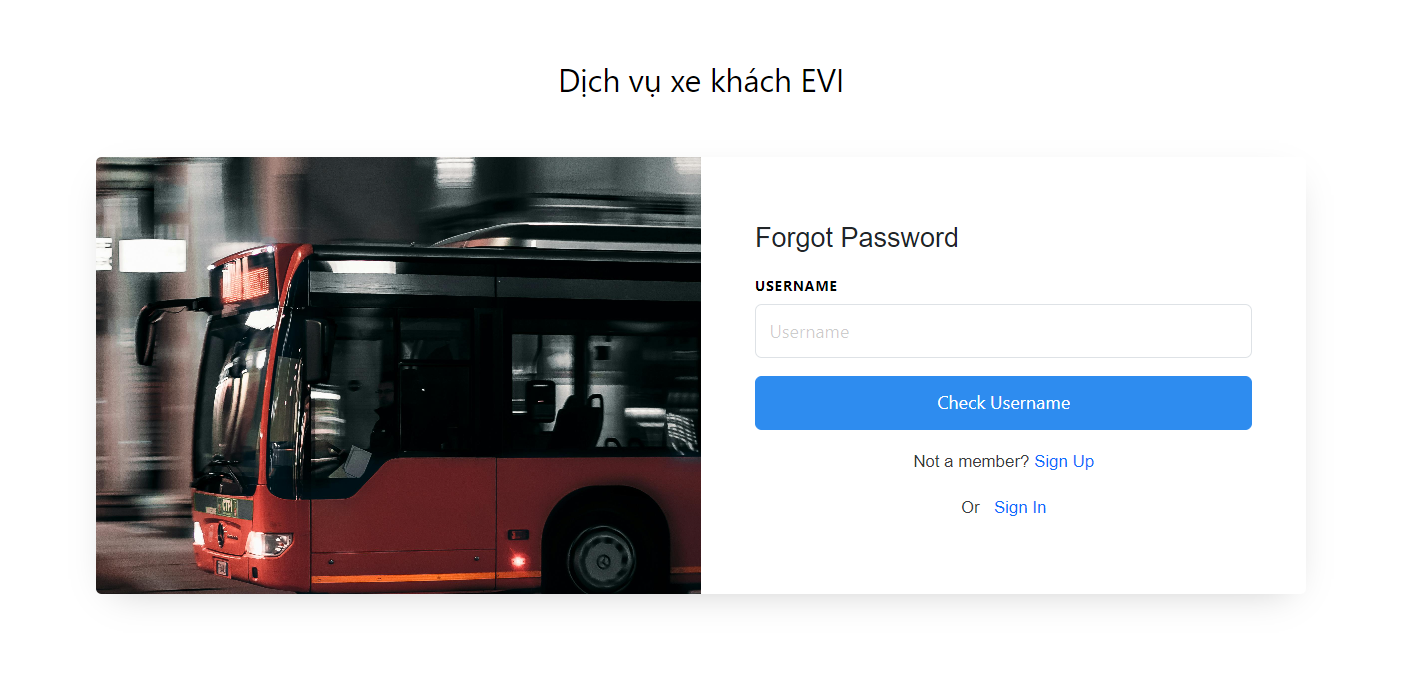 Dịch vụ xe khách EVI
Forgot Password
USERNAME
Username
Check Username
Not a member? Sign Up
Or Sign In